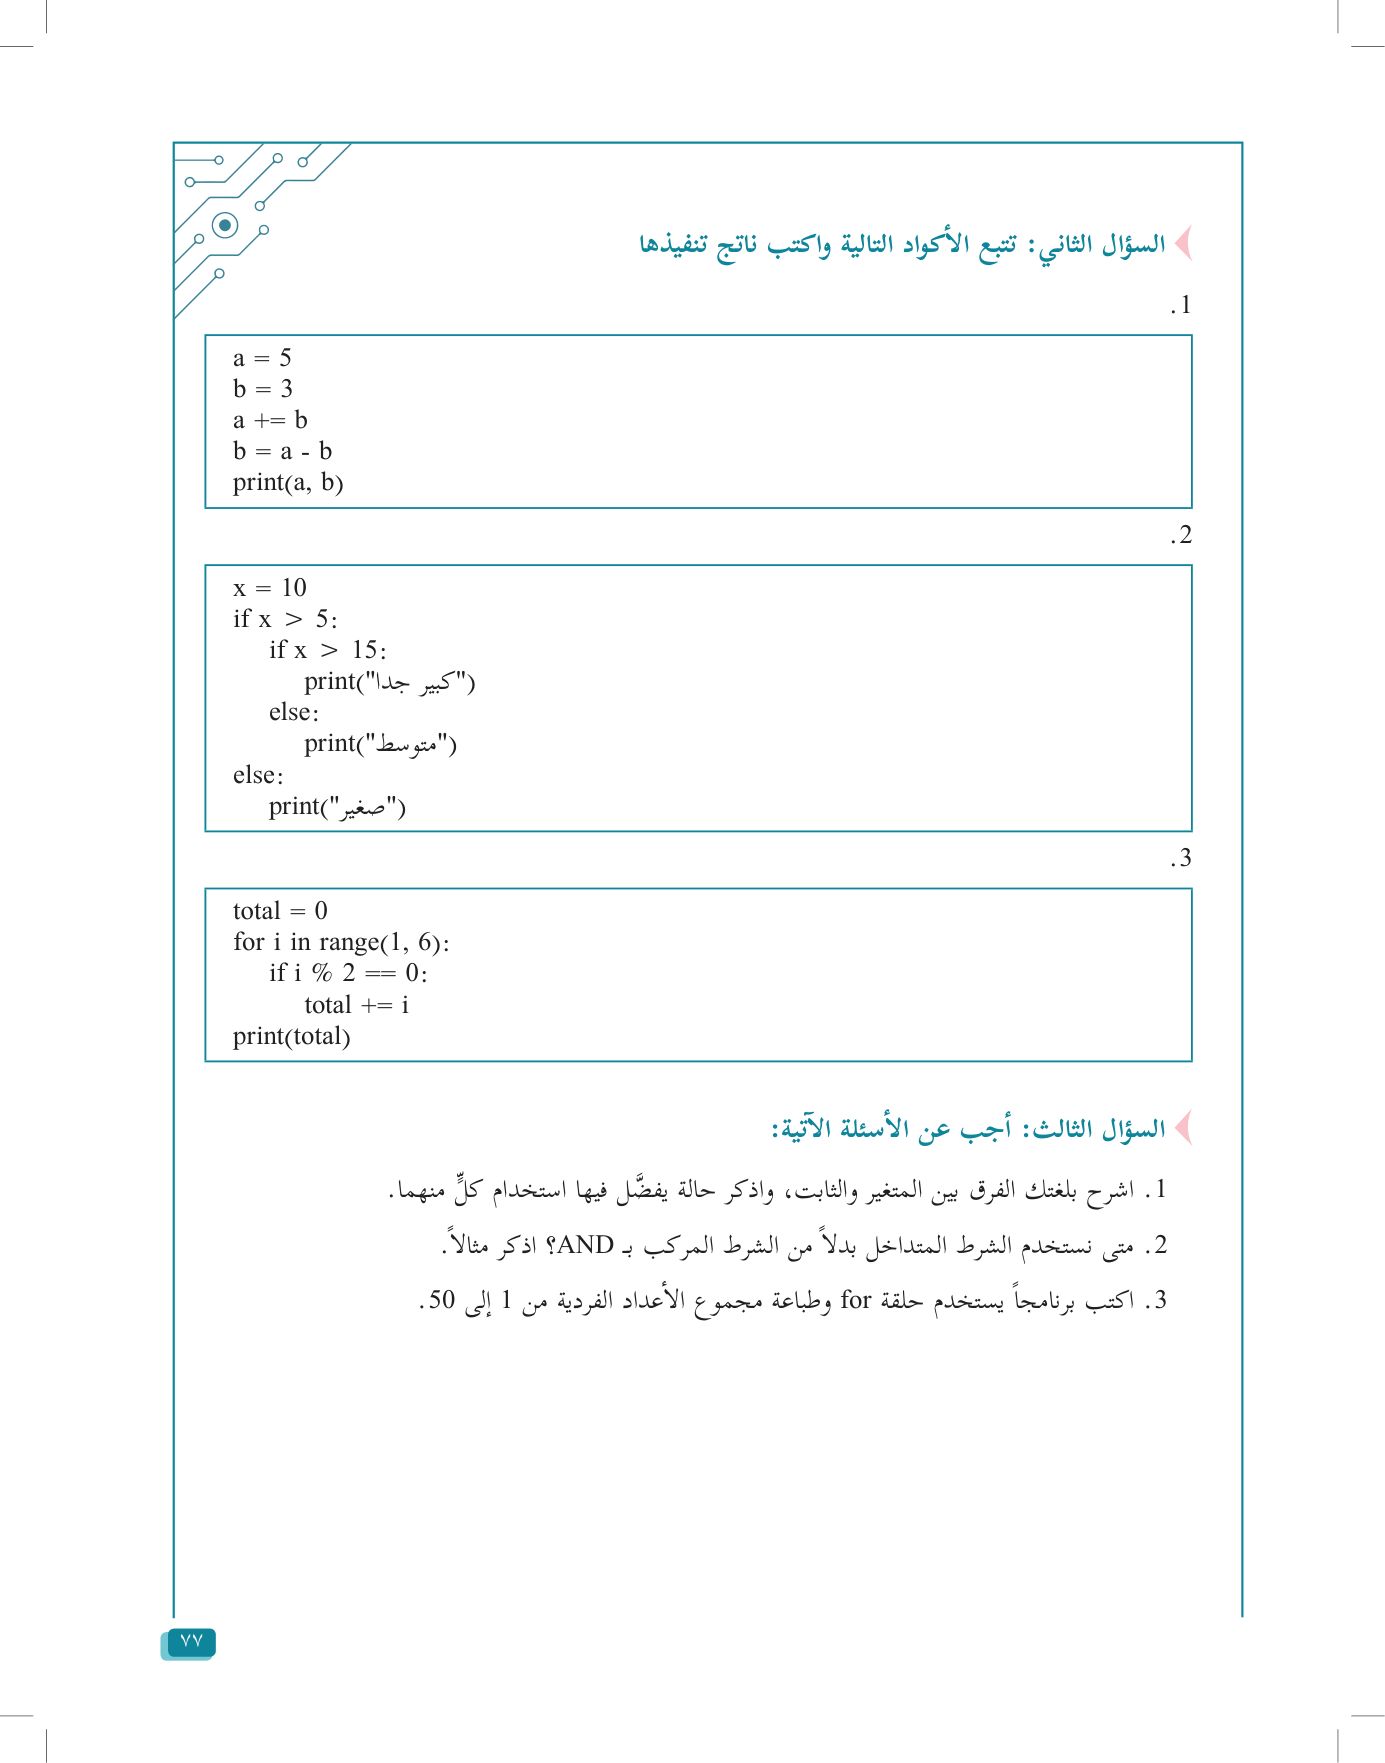 السؤال الثاني: تتبع الأكواد التالية واكتب ناتج تنفيذها
1.
a = 5
b = 3
a += b
b = a - b
print(a, b)
2.
x = 10
if x > 5:
if x > 15:
print("كبير جدا")
else:
print("متوسط")
else:
print("صغير")
3.
total = 0
for i in range(1, 6):
if i % 2 == 0:
total += i
print(total)
السؤال الثالث: أجب عن الأسئلة الآتية:
1. اشرح بلغتك الفرق بين المتغير والثابت، واذكر حالة يفضَّل فيها استخدام كلٍّ منهما.
2. متى نستخدم الشرط المتداخل بدلاً من الشرط المركب بـ AND؟ اذكر مثالاً.
3. اكتب برنامجاً يستخدم حلقة for وطباعة مجموع الأعداد الفردية من 1 إلى 50.
٧٧